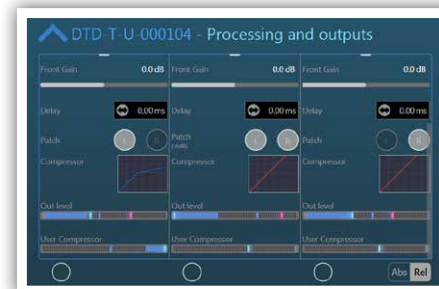 DTD-T-U-000104 - Processing and outputs
Front Gain 0.0 dB Front Gain 0.0 dB Front Gain 0.0 dB
Delay 0.00 ms Delay 0.00 ms Delay 0.00 ms
Patch L R Patch L R Patch L R
Compressor Compressor Compressor
Out level Out level Out level
User Compressor User Compressor User Compressor
Abs Rel